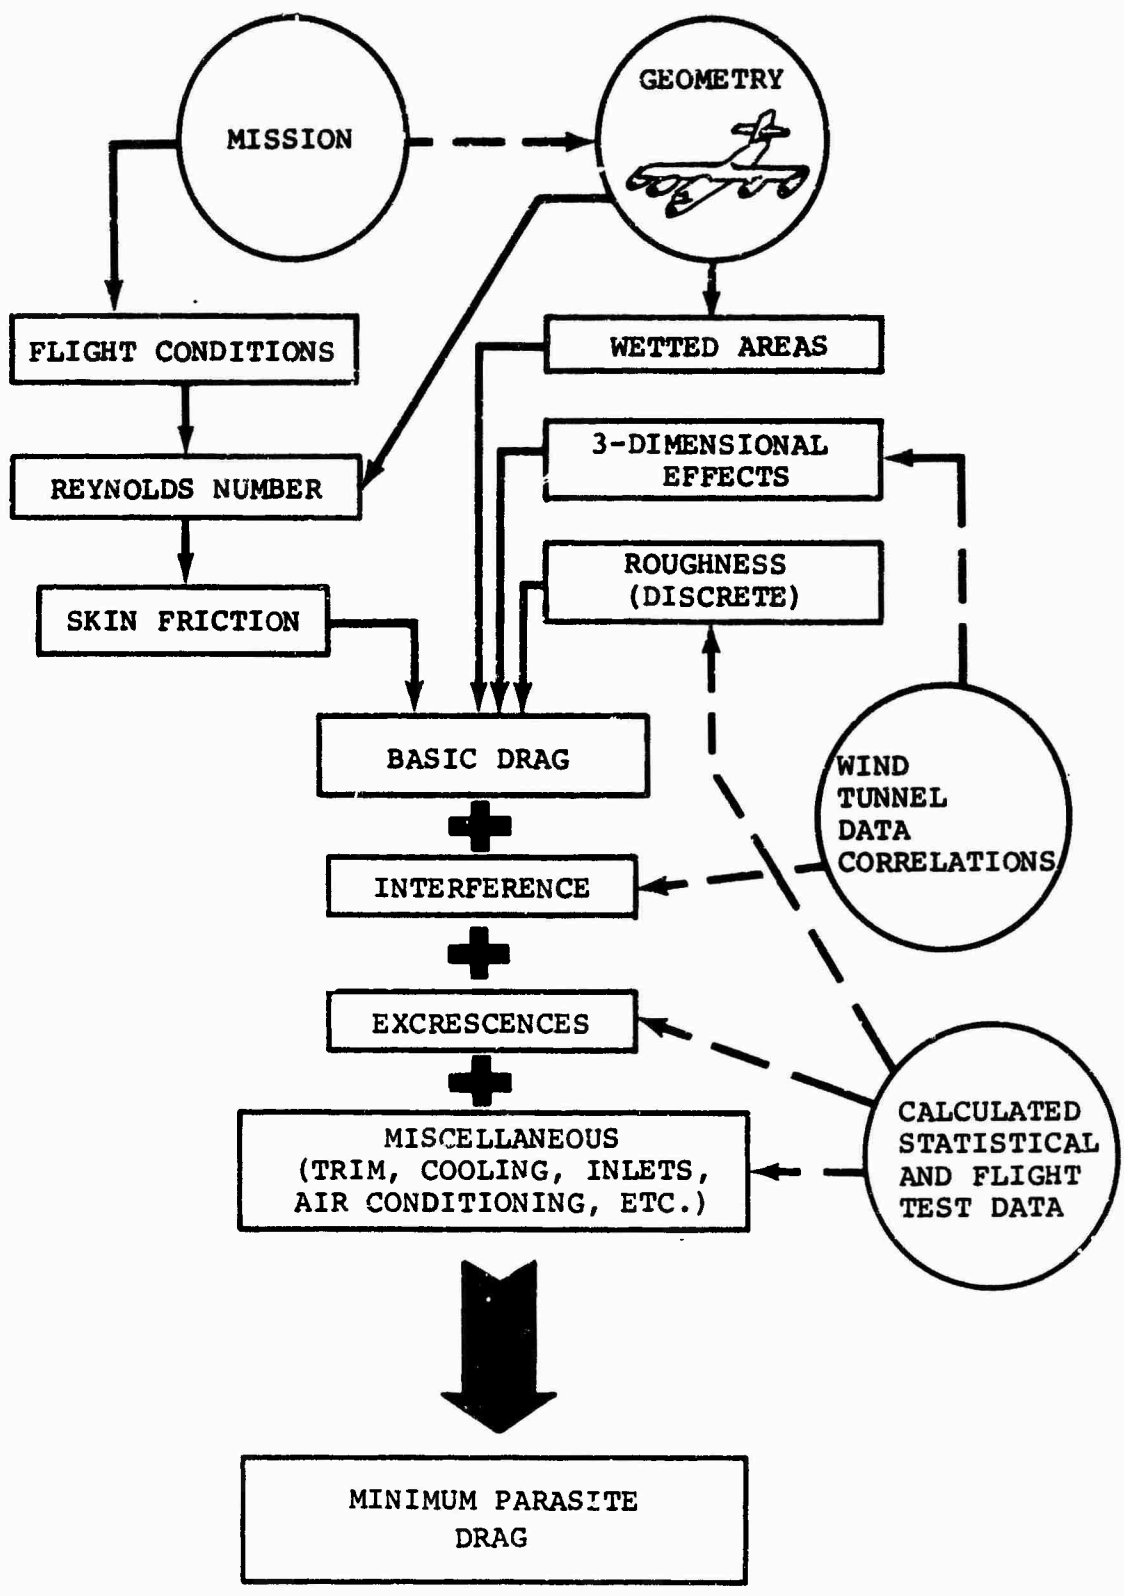 MISSION
GEOMETRY
FLIGHT CONDITIONS
WETTED AREAS
3-DIMENSIONAL
EFFECTS
REYNOLDS NUMBER
ROUGHNESS
(DISCRETE)
SKIN FRICTION
BASIC DRAG
WIND
TUNNEL
DATA
CORRELATIONS
INTERFERENCE
EXCRESCENCES
MISCELLANEOUS
(TRIM, COOLING, INLETS,
AIR CONDITIONING, ETC.)
CALCULATED
STATISTICAL
AND FLIGHT
TEST DATA
MINIMUM PARASITE
DRAG